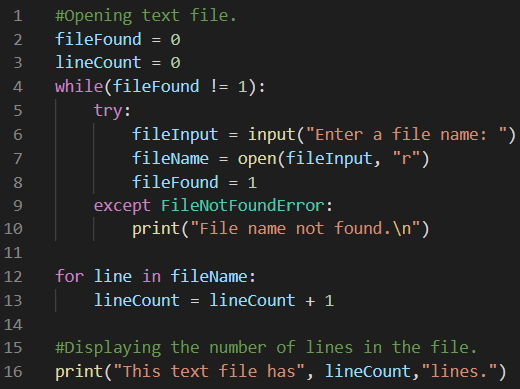 1 #Opening text file.
2 fileFound = 0
3 lineCount = 0
4 while(fileFound != 1):
5     try:
6         fileInput = input("Enter a file name: ")
7         fileName = open(fileInput, "r")
8         fileFound = 1
9     except FileNotFoundError:
10         print("File name not found.\n")
11
12 for line in fileName:
13     lineCount = lineCount + 1
14
15 #Displaying the number of lines in the file.
16 print("This text file has", lineCount,"lines.")